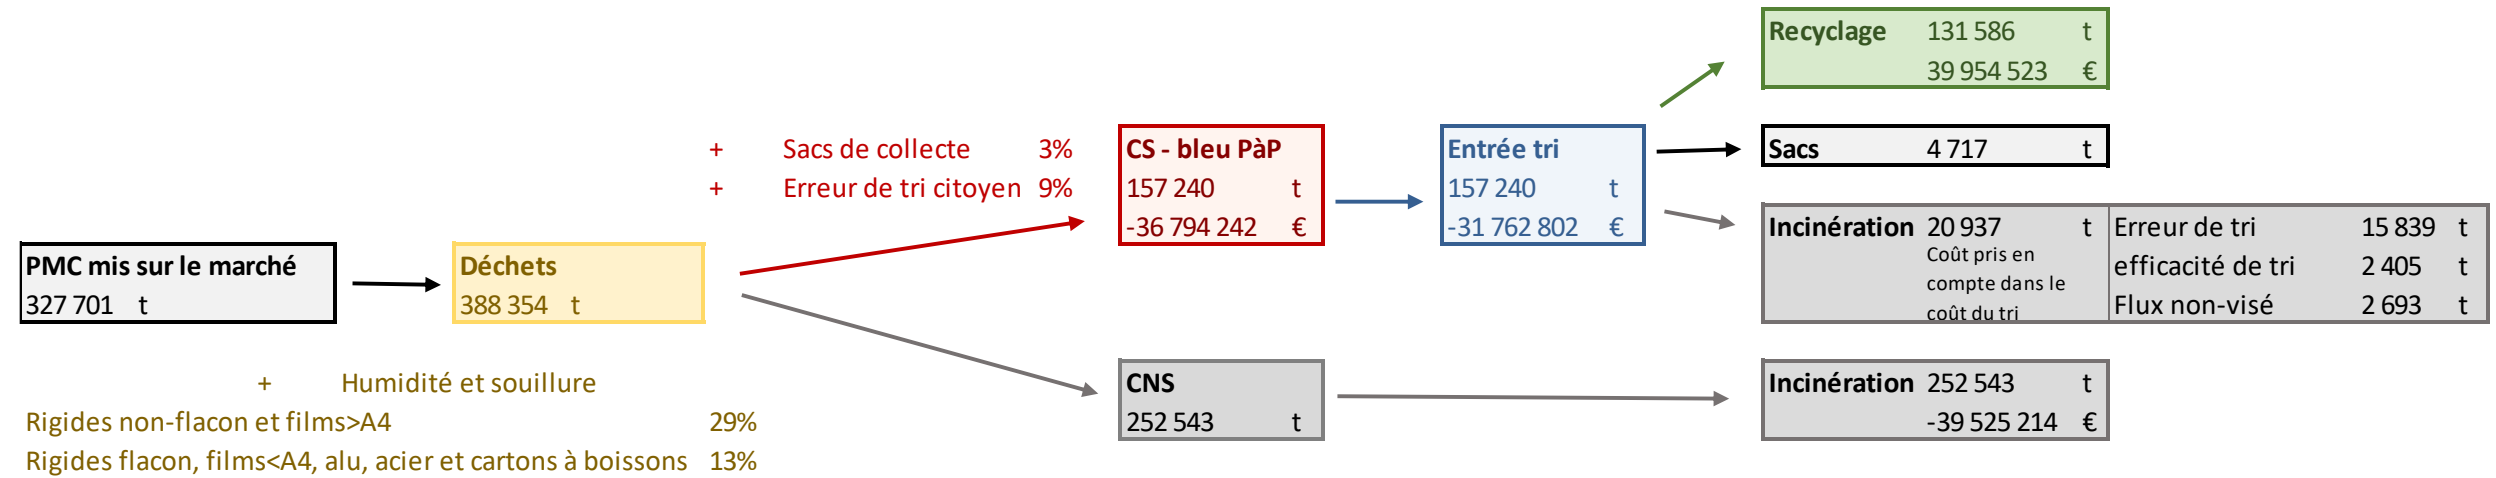 Recyclage 131 586 t
39 954 523 €
+ Sacs de collecte 3%
+ Erreur de tri citoyen 9%
CS - bleu PàP
157 240 t
-36 794 242 €
Entrée tri
157 240 t
-31 762 802 €
Sacs 4 717 t
Incinération 20 937 t
Coût pris en
compte dans le
coût du tri
Erreur de tri 15 839 t
efficacité de tri 2 405 t
Flux non-visé 2 693 t
PMC mis sur le marché
327 701 t
Déchets
388 354 t
+ Humidité et souillure
Rigides non-flacon et films>A4 29%
Rigides flacon, films<A4, alu, acier et cartons à boissons 13%
CNS
252 543 t
Incinération 252 543 t
-39 525 214 €